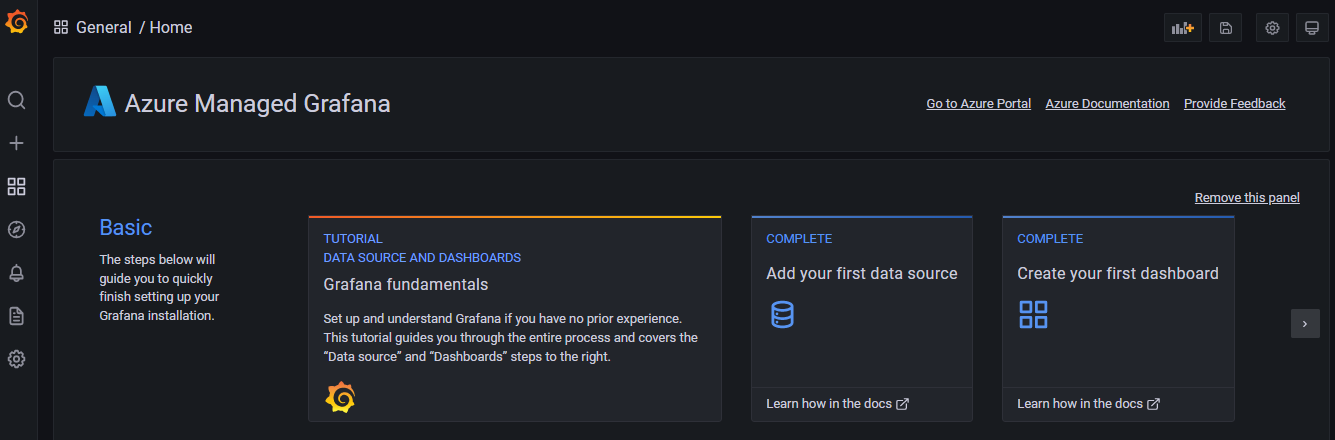 General / Home
Azure Managed Grafana
Go to Azure Portal Azure Documentation Provide Feedback
Remove this panel
Basic
The steps below will
guide you to quickly
finish setting up your
Grafana installation.
TUTORIAL
DATA SOURCE AND DASHBOARDS
Grafana fundamentals
Set up and understand Grafana if you have no prior experience.
This tutorial guides you through the entire process and covers the
“Data source” and “Dashboards” steps to the right.
COMPLETE
Add your first data source
Learn how in the docs
COMPLETE
Create your first dashboard
Learn how in the docs